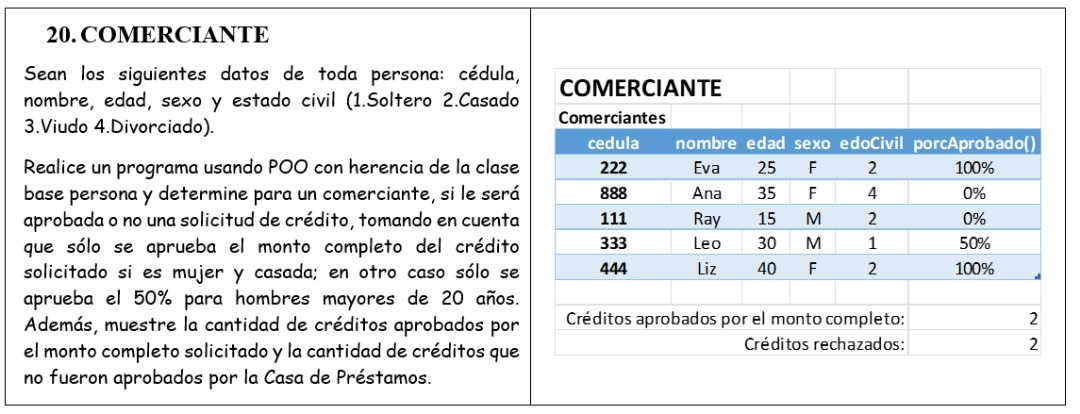 20. COMERCIANTE
Sean los siguientes datos de toda persona: cédula,
nombre, edad, sexo y estado civil (1.Soltero 2.Casado
3.Viudo 4.Divorciado).
Realice un programa usando POO con herencia de la clase
base persona y determine para un comerciante, si le será
aprobada o no una solicitud de crédito, tomando en cuenta
que sólo se aprueba el monto completo del crédito
solicitado si es mujer y casada; en otro caso sólo se
aprueba el 50% para hombres mayores de 20 años.
Además, muestre la cantidad de créditos aprobados por
el monto completo solicitado y la cantidad de créditos que
no fueron aprobados por la Casa de Préstamos.
COMERCIANTE
Comerciantes
cedula nombre edad sexo edoCivil porcAprobado()
222 Eva 25 F 2 100%
888 Ana 35 F 4 0%
111 Ray 15 M 2 0%
333 Leo 30 M 1 50%
444 Liz 40 F 2 100%
Créditos aprobados por el monto completo: 2
Créditos rechazados: 2